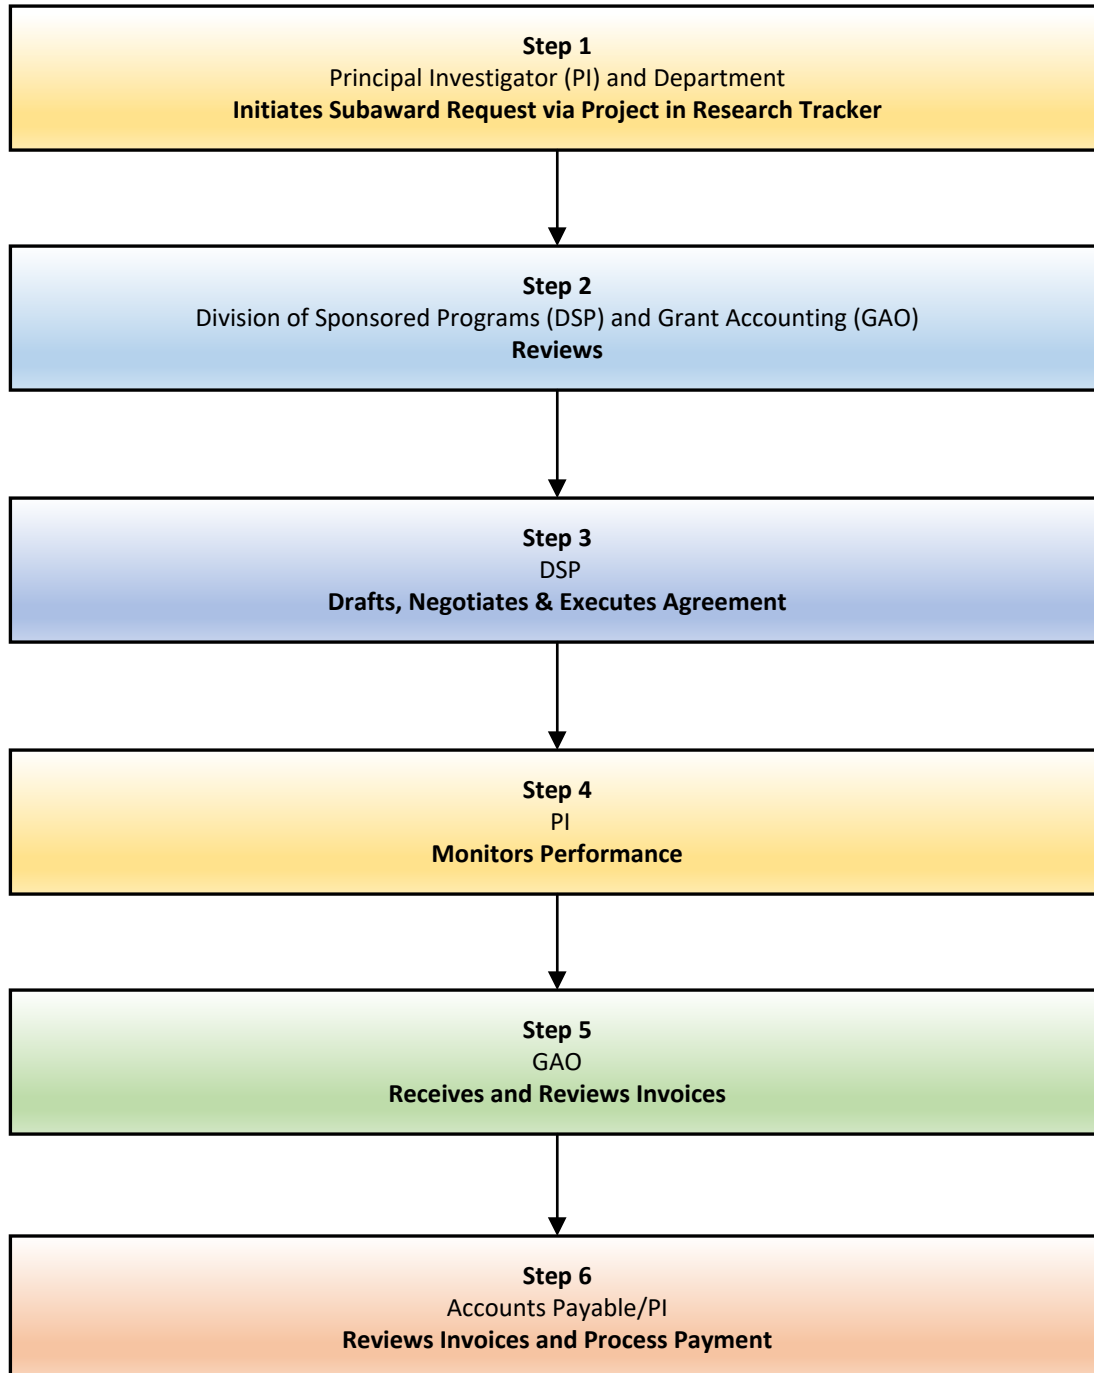 Step 1
Principal Investigator (PI) and Department
Initiates Subaward Request via Project in Research Tracker
Step 2
Division of Sponsored Programs (DSP) and Grant Accounting (GAO)
Reviews
Step 3
DSP
Drafts, Negotiates & Executes Agreement
Step 4
PI
Monitors Performance
Step 5
GAO
Receives and Reviews Invoices
Step 6
Accounts Payable/PI
Reviews Invoices and Process Payment